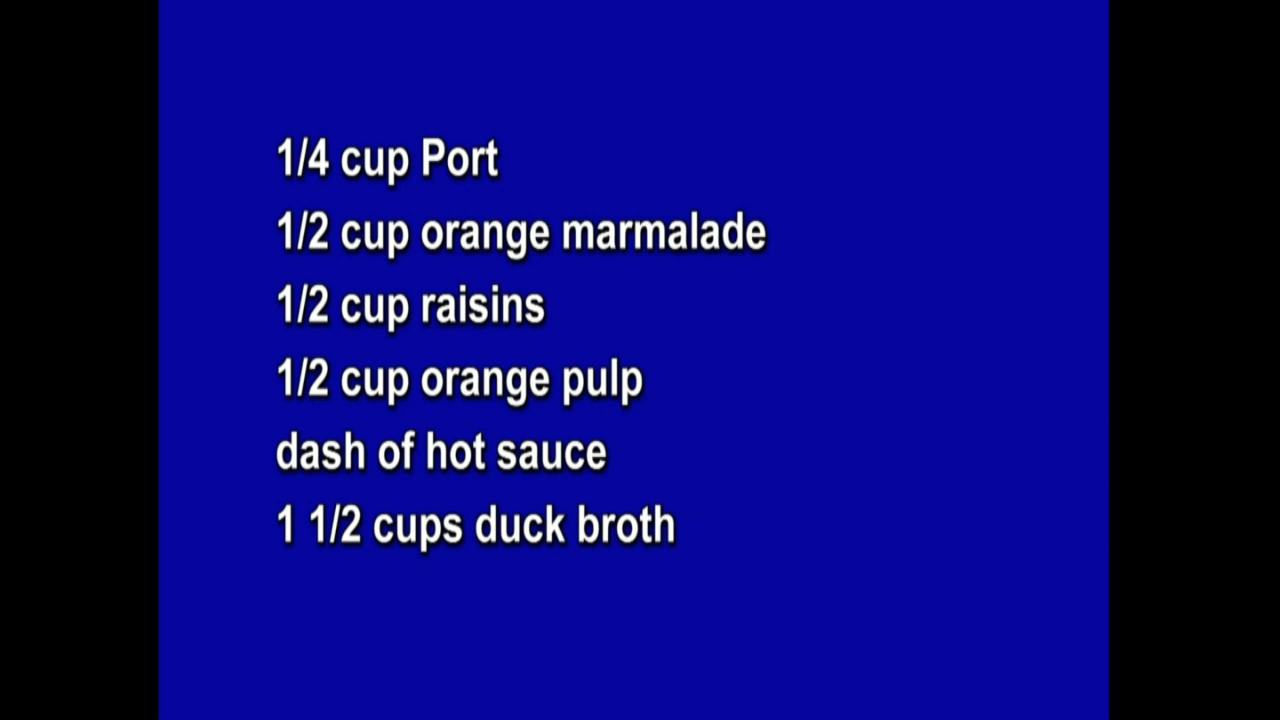 1/4 cup Port
1/2 cup orange marmalade
1/2 cup raisins
1/2 cup orange pulp
dash of hot sauce
1 1/2 cups duck broth